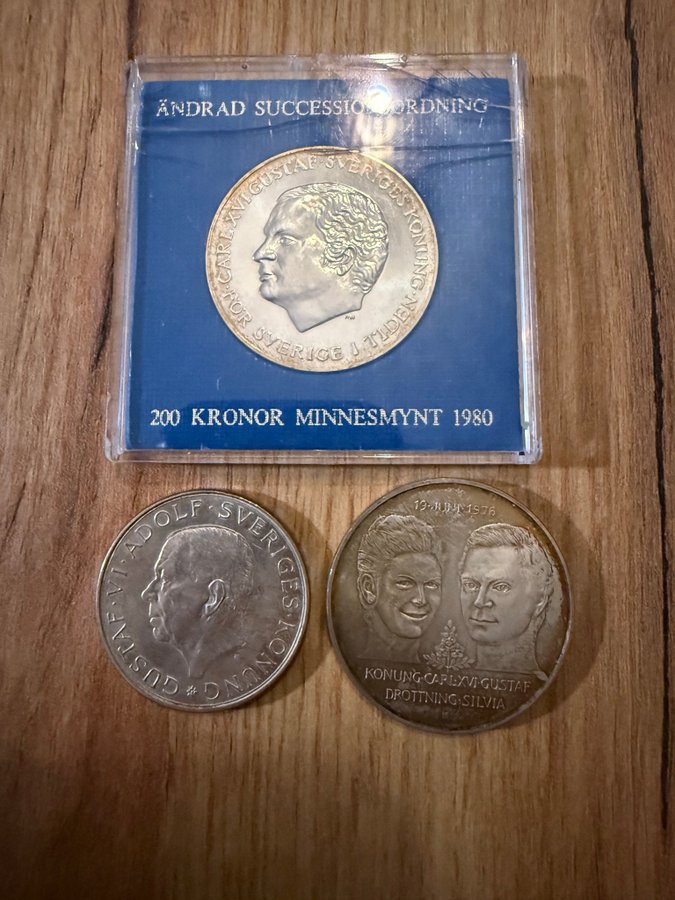 ÄNDRAD SUCCESSIONSORDNING
CARL·XVI·GUSTAF·SVERIGES·KONUNG
·FÖR·SVERIGE·I·TIDEN·
200 KRONOR MINNESMYNT 1980
GUSTAF·VI·ADOLF·SVERIGES·KONUNG
19·JUNI·1976
KONUNG·CARL·XVI·GUSTAF
DROTTNING·SILVIA